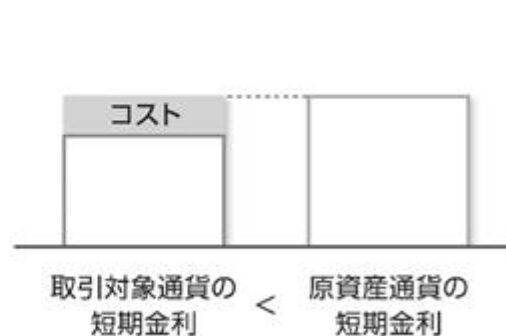 コスト
取引対象通貨の
短期金利
<
原資産通貨の
短期金利